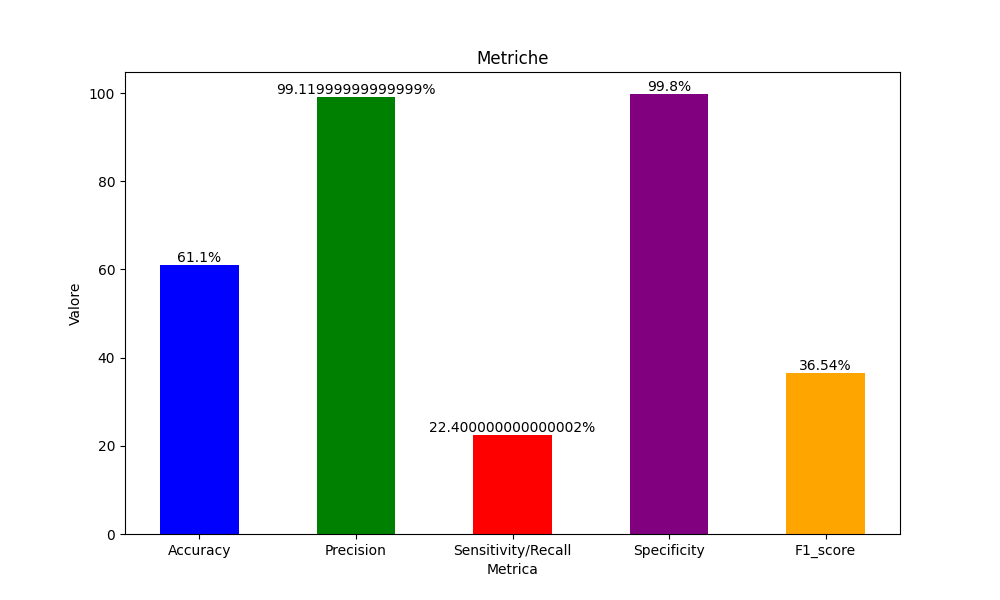 Metriche
99.11999999999999%
99.8%
61.1%
36.54%
22.400000000000002%
100
80
60
40
20
0
Valore
Accuracy
Precision
Sensitivity/Recall
Specificity
F1_score
Metrica